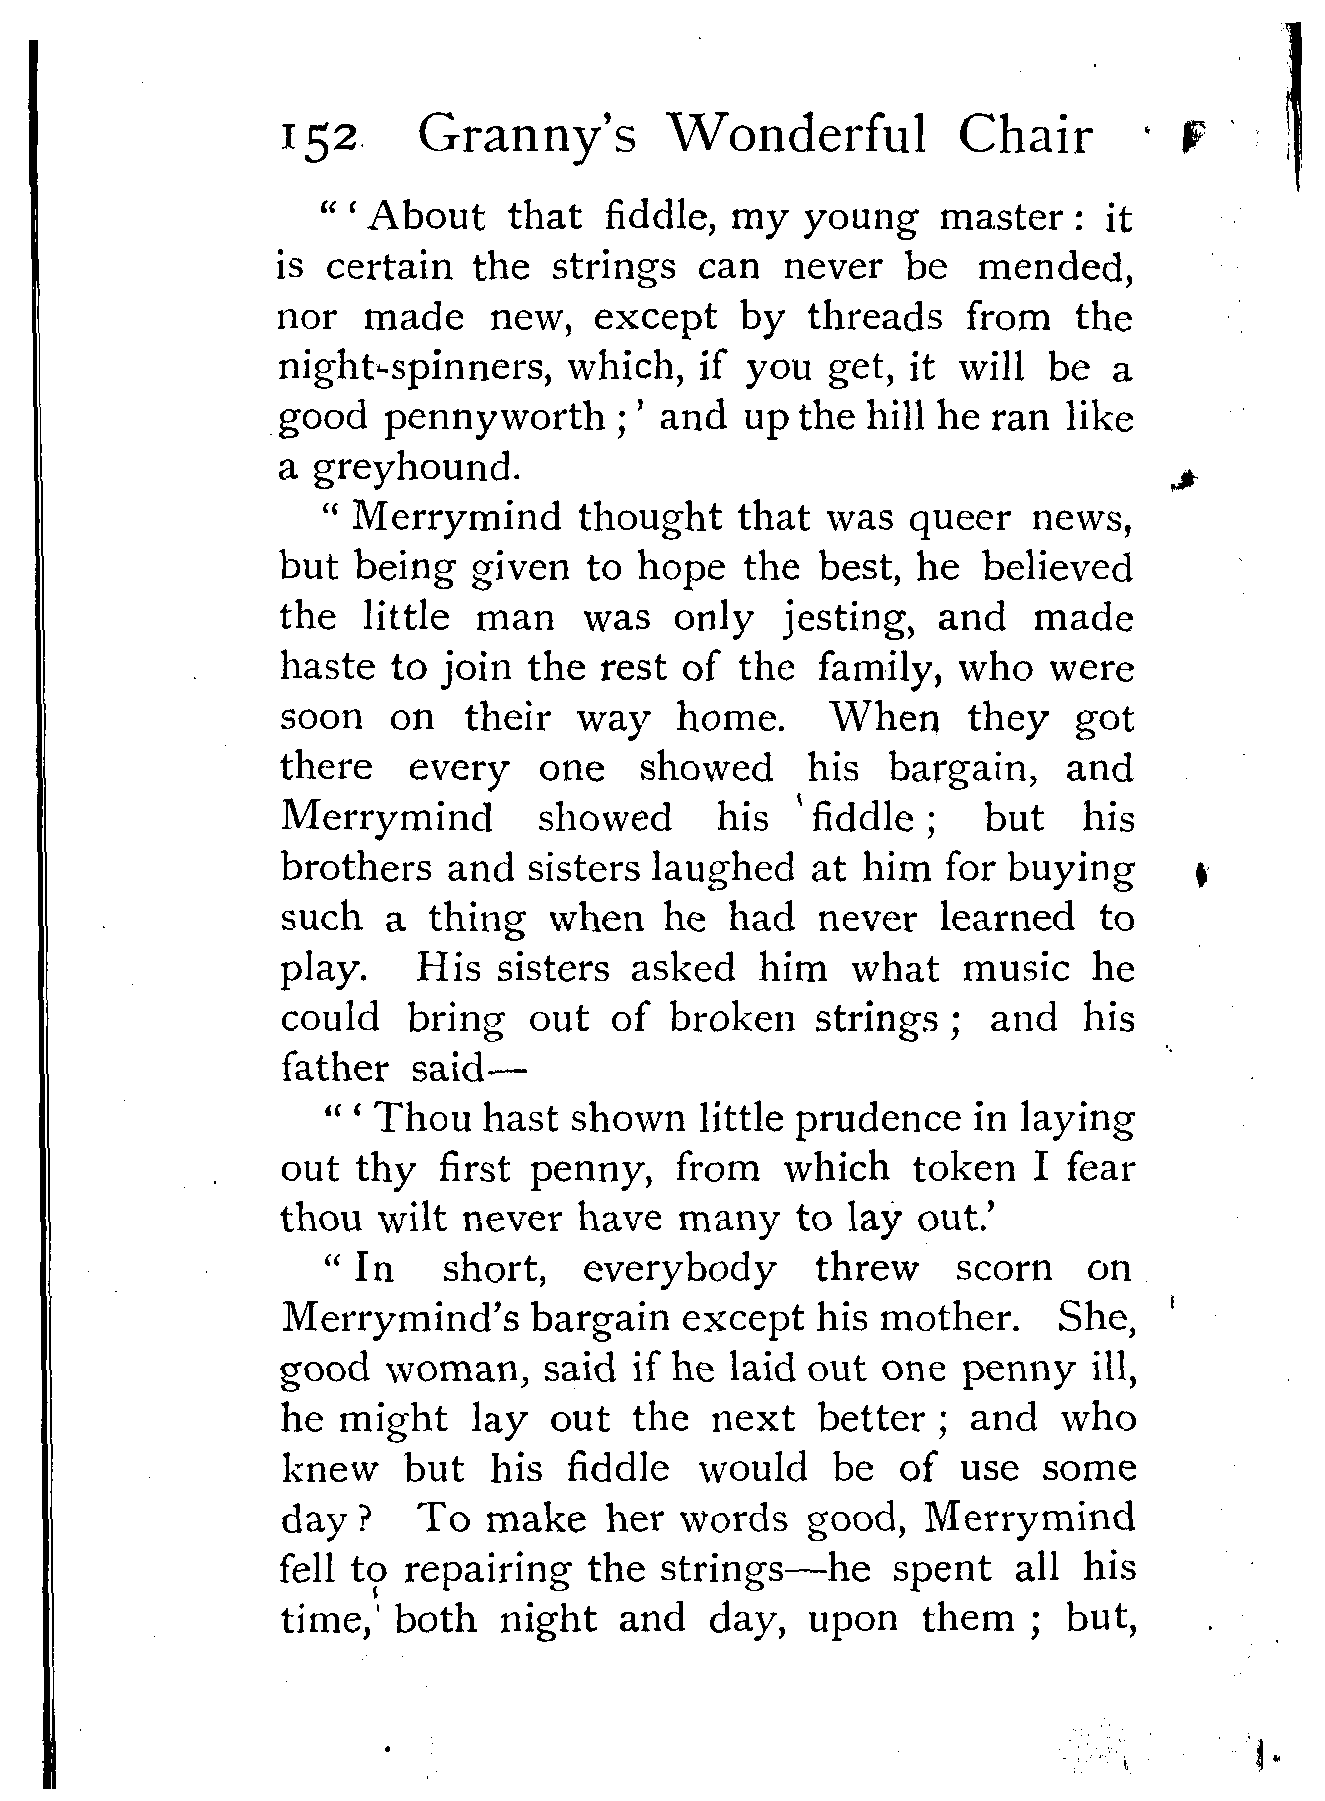 152 Granny's Wonderful Chair
“ ‘ About that fiddle, my young master : it
is certain the strings can never be mended,
nor made new, except by threads from the
night-spinners, which, if you get, it will be a
good pennyworth ; ’ and up the hill he ran like
a greyhound.
“ Merrymind thought that was queer news,
but being given to hope the best, he believed
the little man was only jesting, and made
haste to join the rest of the family, who were
soon on their way home. When they got
there every one showed his bargain, and
Merrymind showed his fiddle ; but his
brothers and sisters laughed at him for buying
such a thing when he had never learned to
play. His sisters asked him what music he
could bring out of broken strings ; and his
father said—
“ ‘ Thou hast shown little prudence in laying
out thy first penny, from which token I fear
thou wilt never have many to lay out.’
“ In short, everybody threw scorn on
Merrymind's bargain except his mother. She,
good woman, said if he laid out one penny ill,
he might lay out the next better ; and who
knew but his fiddle would be of use some
day ? To make her words good, Merrymind
fell to repairing the strings—he spent all his
time, both night and day, upon them ; but,